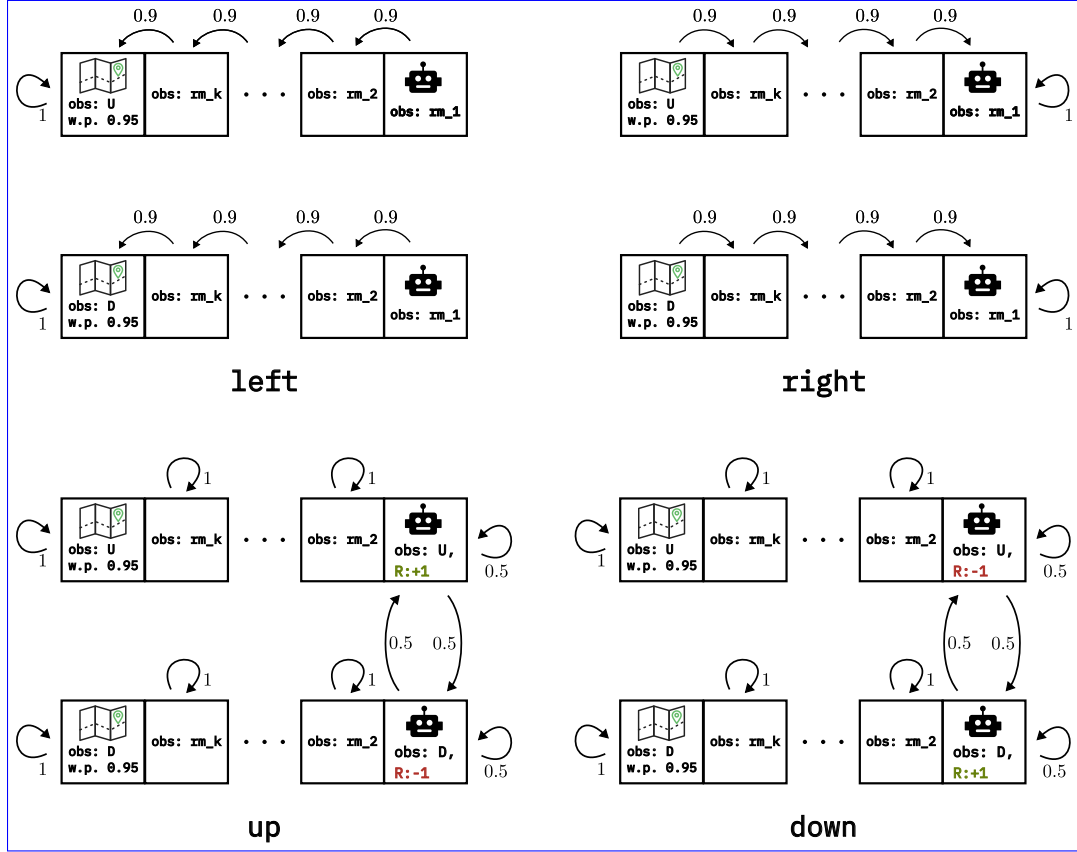 0.9 0.9 0.9 0.9 0.9 0.9 0.9 0.9
obs: U
w.p. 0.95
obs: rm_k
. . .
obs: rm_2
obs: rm_1
1
obs: U
w.p. 0.95
obs: rm_k
. . .
obs: rm_2
obs: rm_1
1
0.9 0.9 0.9 0.9 0.9 0.9 0.9 0.9
obs: D
w.p. 0.95
obs: rm_k
. . .
obs: rm_2
obs: rm_1
1
obs: D
w.p. 0.95
obs: rm_k
. . .
obs: rm_2
obs: rm_1
1
left
right
1
1
obs: U
w.p. 0.95
1
obs: rm_k
. . .
obs: rm_2
obs: U,
R:+1
0.5
1
1
obs: U
w.p. 0.95
1
obs: rm_k
. . .
obs: rm_2
obs: U,
R:-1
0.5
0.5 0.5
0.5 0.5
1
1
obs: D
w.p. 0.95
1
obs: rm_k
. . .
obs: rm_2
obs: D,
R:-1
0.5
1
1
obs: D
w.p. 0.95
1
obs: rm_k
. . .
obs: rm_2
obs: D,
R:+1
0.5
up
down